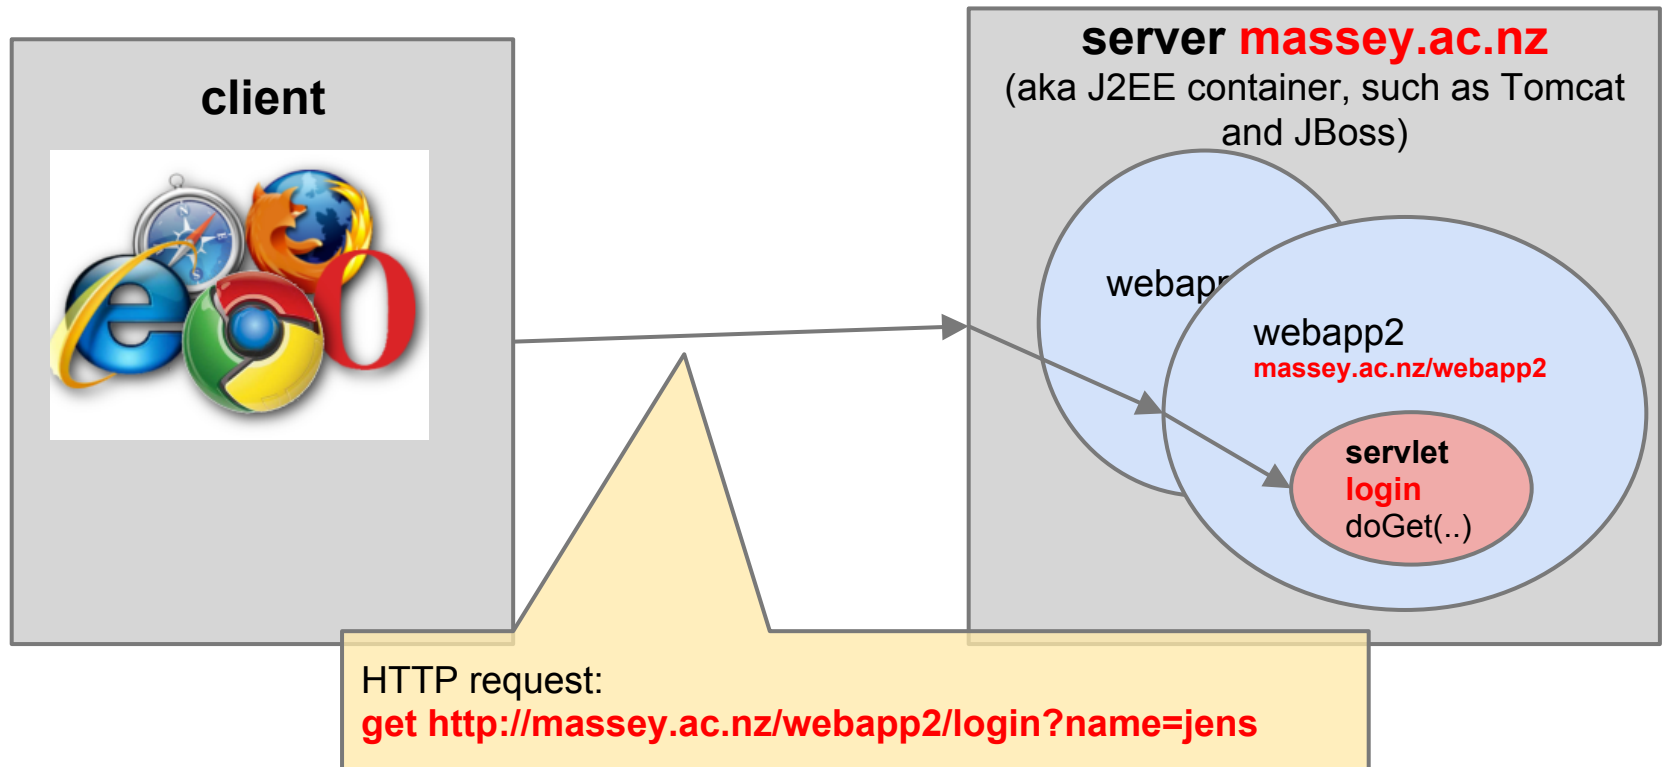 client
server massey.ac.nz
(aka J2EE container, such as Tomcat
and JBoss)
webapp2
massey.ac.nz/webapp2
servlet
login
doGet(..)
HTTP request:
get http://massey.ac.nz/webapp2/login?name=jens